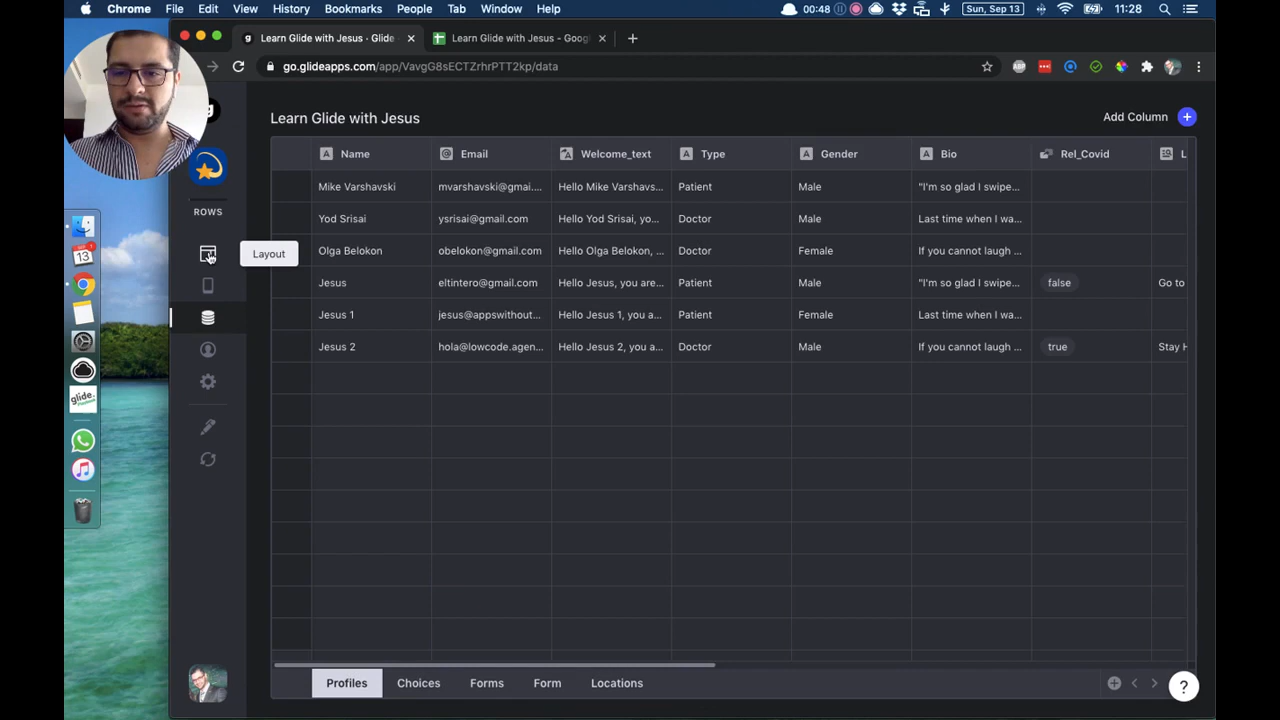 Chrome File Edit View History Bookmarks People Tab Window Help 00:48 Sun, Sep 13 11:28
Learn Glide with Jesus · Glide
Learn Glide with Jesus - Goog
go.glideapps.com/app/VavgG8sECTZrhrPTT2kp/data
Learn Glide with Jesus
Add Column
ROWS
Layout
Name Email Welcome_text Type Gender Bio Rel_Covid L
Mike Varshavski mvarshavski@gmai... Hello Mike Varshavs... Patient Male "I'm so glad I swipe...
Yod Srisai ysrisai@gmail.com Hello Yod Srisai, yo... Doctor Male Last time when I wa...
Olga Belokon obelokon@gmail.com Hello Olga Belokon, ... Doctor Female If you cannot laugh ...
Jesus eltintero@gmail.com Hello Jesus, you are... Patient Male "I'm so glad I swipe... false Go to
Jesus 1 jesus@appswithout... Hello Jesus 1, you a... Patient Female Last time when I wa...
Jesus 2 hola@lowcode.agen... Hello Jesus 2, you a... Doctor Male If you cannot laugh ... true Stay H
Profiles Choices Forms Form Locations
?
13
glide.